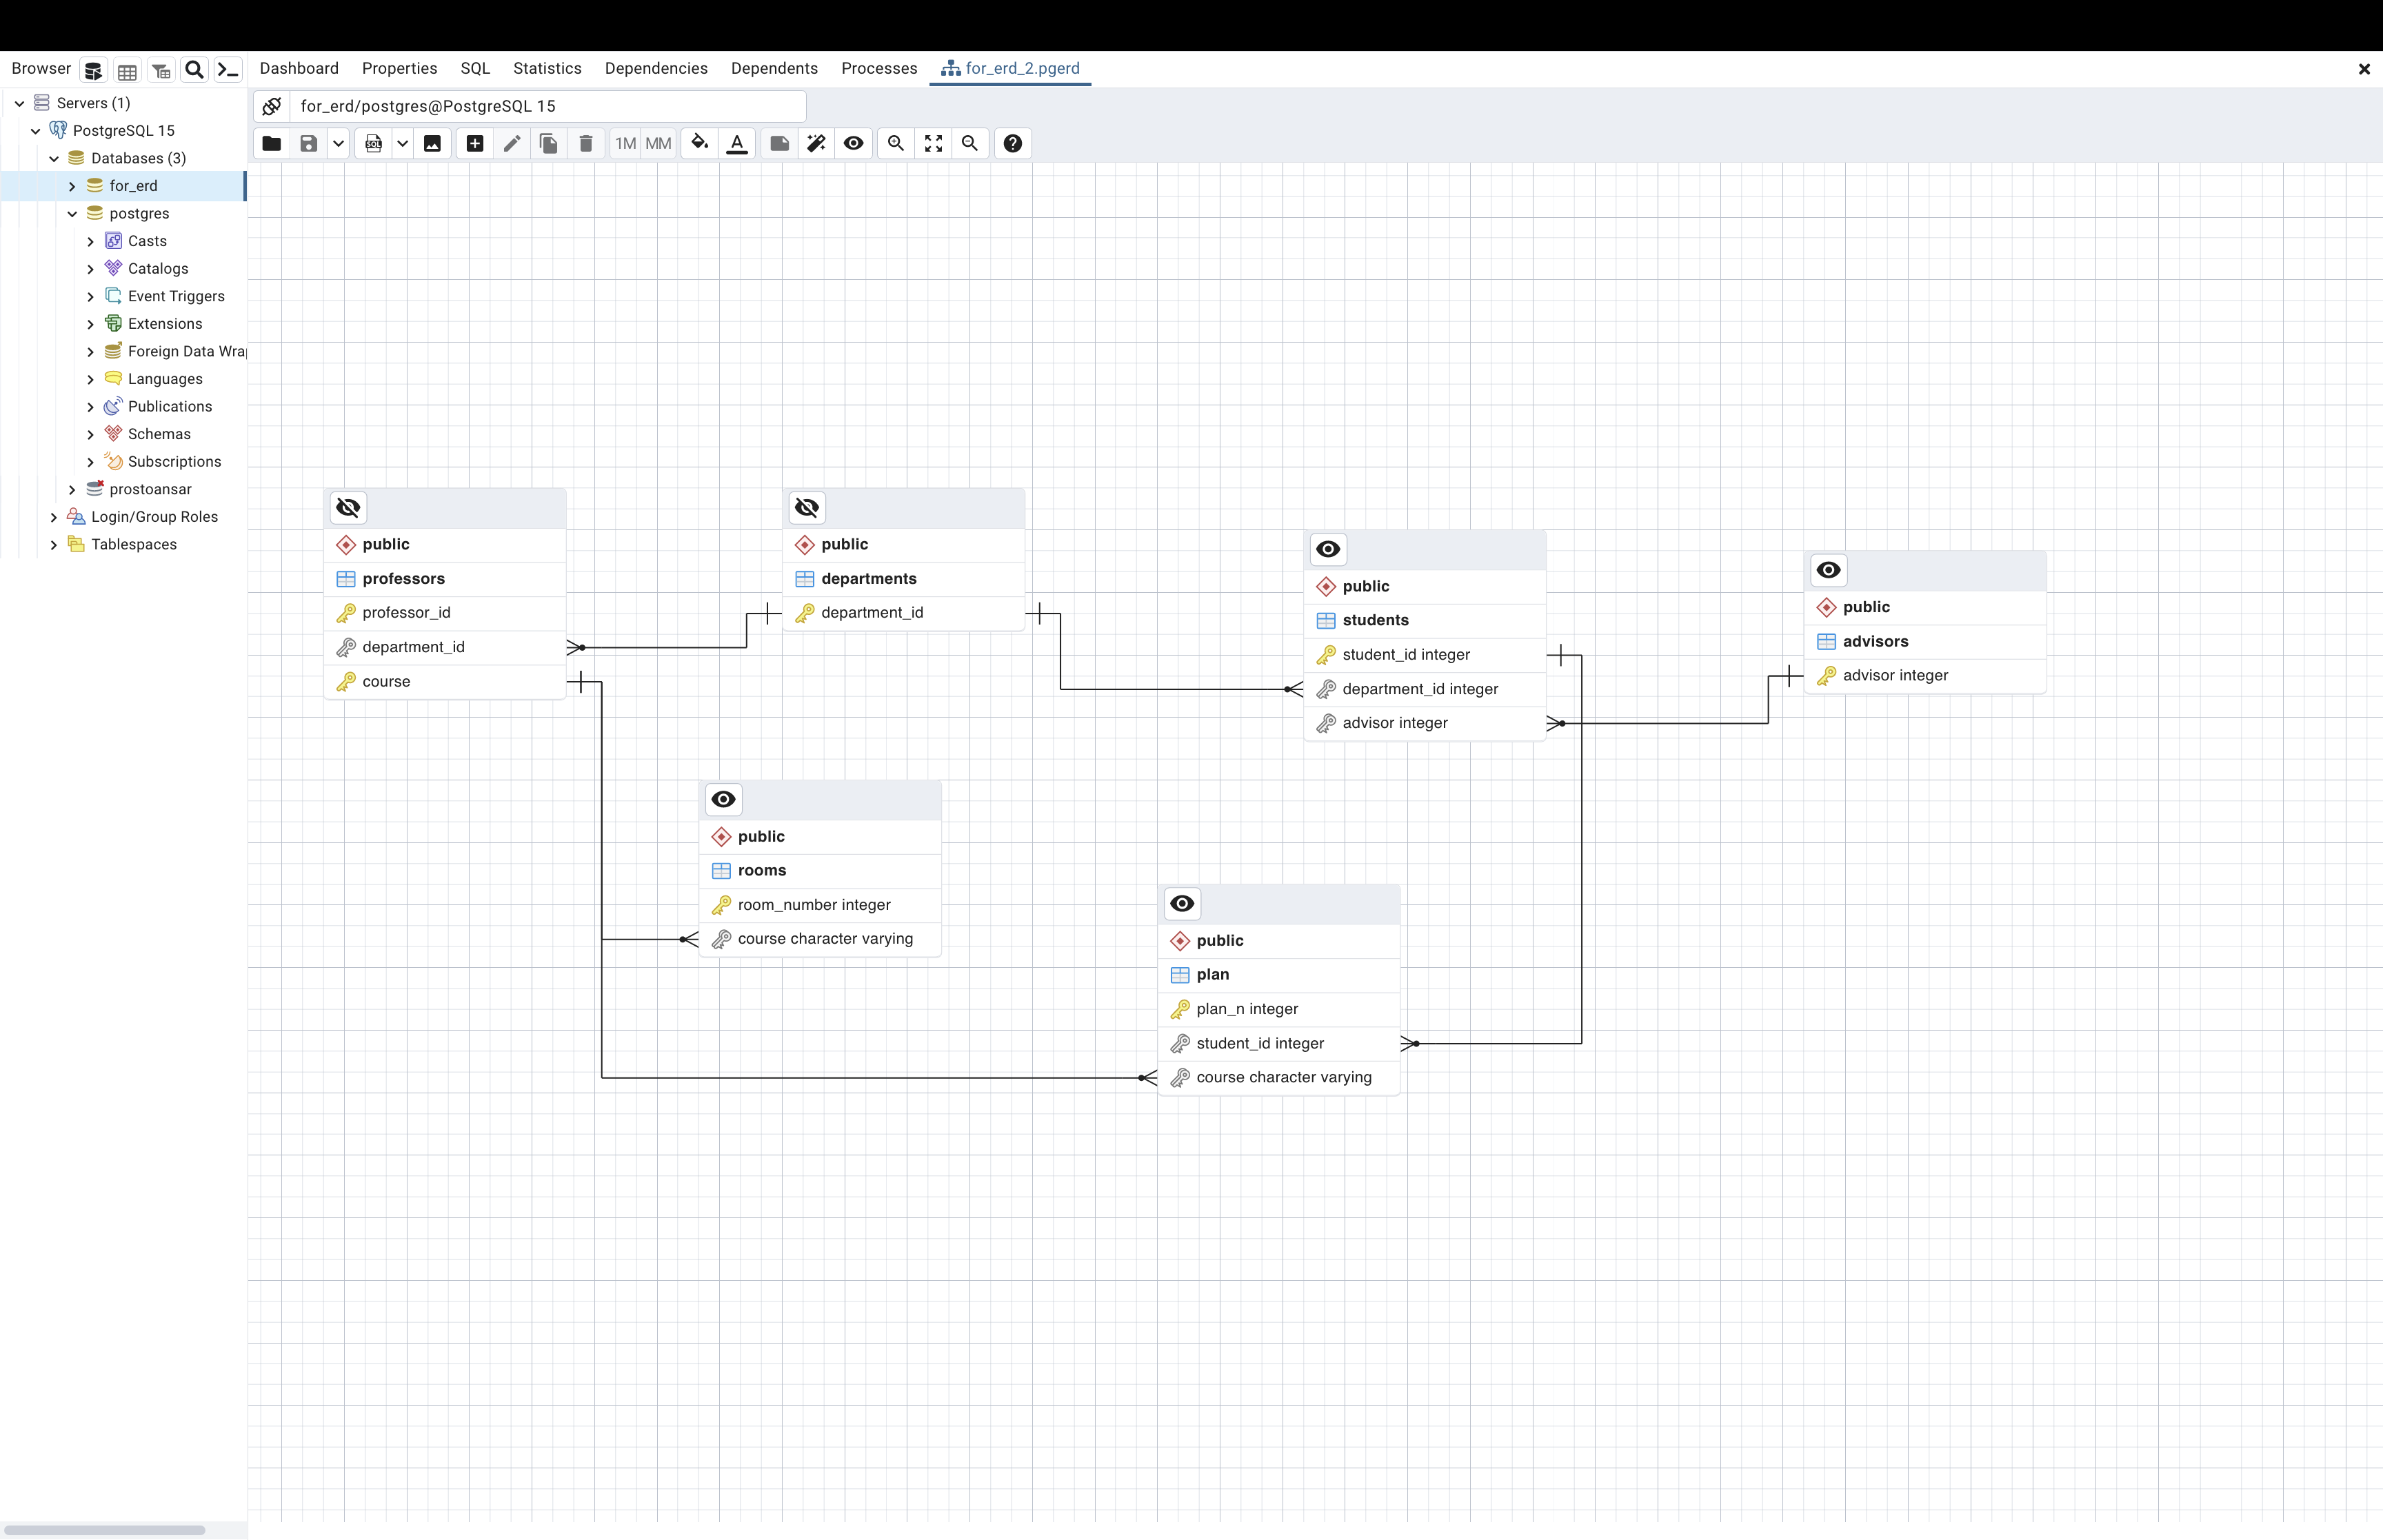 Browser
Dashboard Properties SQL Statistics Dependencies Dependents Processes for_erd_2.pgerd
Servers (1)
PostgreSQL 15
Databases (3)
for_erd
postgres
Casts
Catalogs
Event Triggers
Extensions
Foreign Data Wra
Languages
Publications
Schemas
Subscriptions
prostoansar
Login/Group Roles
Tablespaces
for_erd/postgres@PostgreSQL 15
SQL 1M MM A
public
professors
professor_id
department_id
course
public
departments
department_id
public
students
student_id integer
department_id integer
advisor integer
public
advisors
advisor integer
public
rooms
room_number integer
course character varying
public
plan
plan_n integer
student_id integer
course character varying